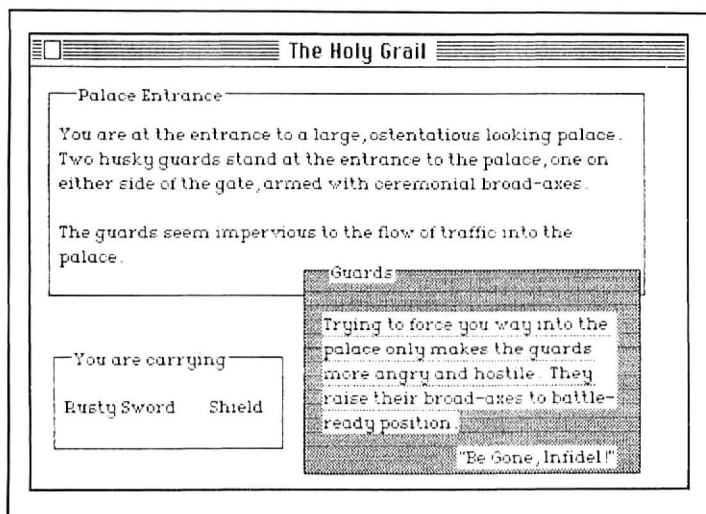 The Holy Grail
Palace Entrance
You are at the entrance to a large, ostentatious looking palace.
Two husky guards stand at the entrance to the palace, one on
either side of the gate, armed with ceremonial broad-axes.
The guards seem impervious to the flow of traffic into the
palace.
Guards
Trying to force you way into the
palace only makes the guards
more angry and hostile. They
raise their broad-axes to battle-
ready position.
"Be Gone, Infidel!"
You are carrying
Rusty Sword Shield